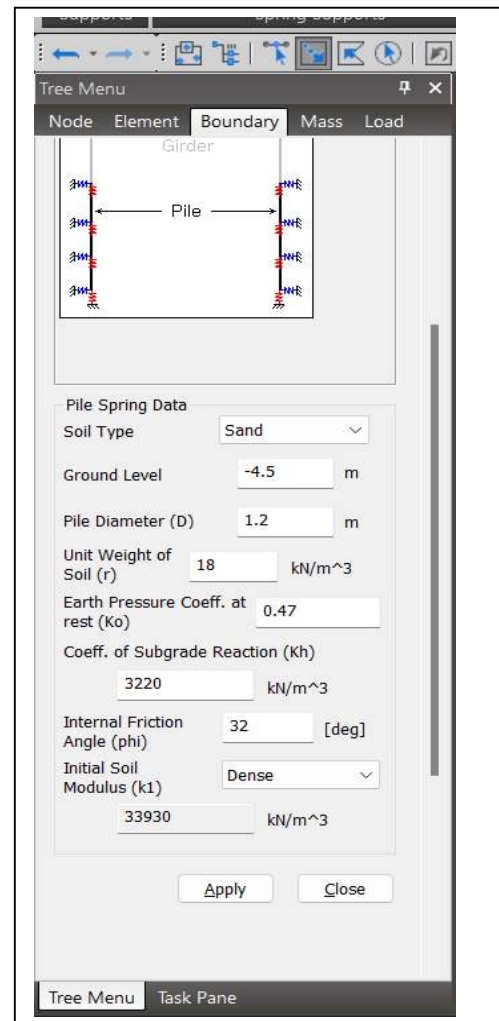 Supports Spring Supports
Tree Menu
Node Element Boundary Mass Load
Girder
Pile
Pile Spring Data
Soil Type Sand
Ground Level -4.5 m
Pile Diameter (D) 1.2 m
Unit Weight of
Soil (r) 18 kN/m^3
Earth Pressure Coeff. at
rest (Ko) 0.47
Coeff. of Subgrade Reaction (Kh)
3220 kN/m^3
Internal Friction
Angle (phi) 32 [deg]
Initial Soil
Modulus (k1) Dense
33930 kN/m^3
Apply Close
Tree Menu Task Pane